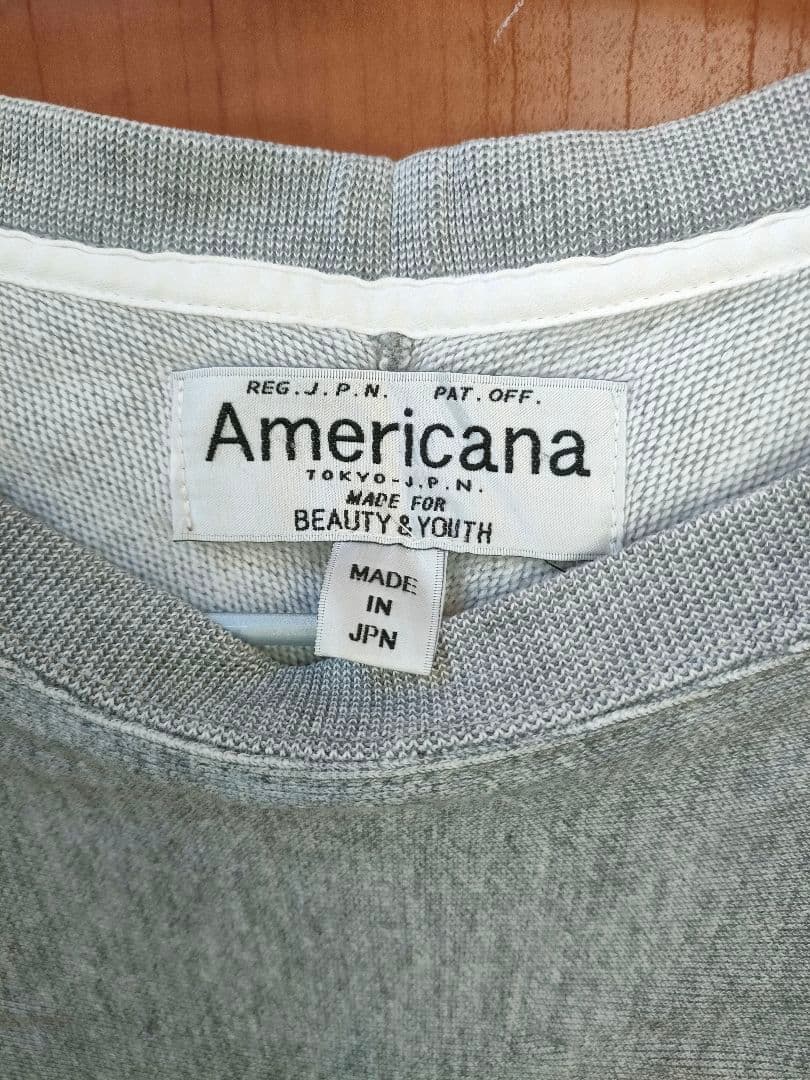 REG.J.P.N. PAT.OFF.
Americana
TOKYO-J.P.N.
MADE FOR
BEAUTY & YOUTH
MADE
IN
JPN